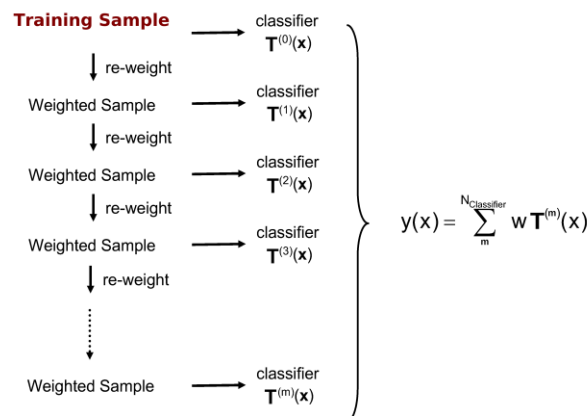 Training Sample
classifier
T⁽⁰⁾(x)
re-weight
Weighted Sample
classifier
T⁽¹⁾(x)
re-weight
Weighted Sample
classifier
T⁽²⁾(x)
re-weight
Weighted Sample
classifier
T⁽³⁾(x)
re-weight
Weighted Sample
classifier
T⁽ᵐ⁾(x)
N_Classifier
y(x) = ∑ w T⁽ᵐ⁾(x)
m